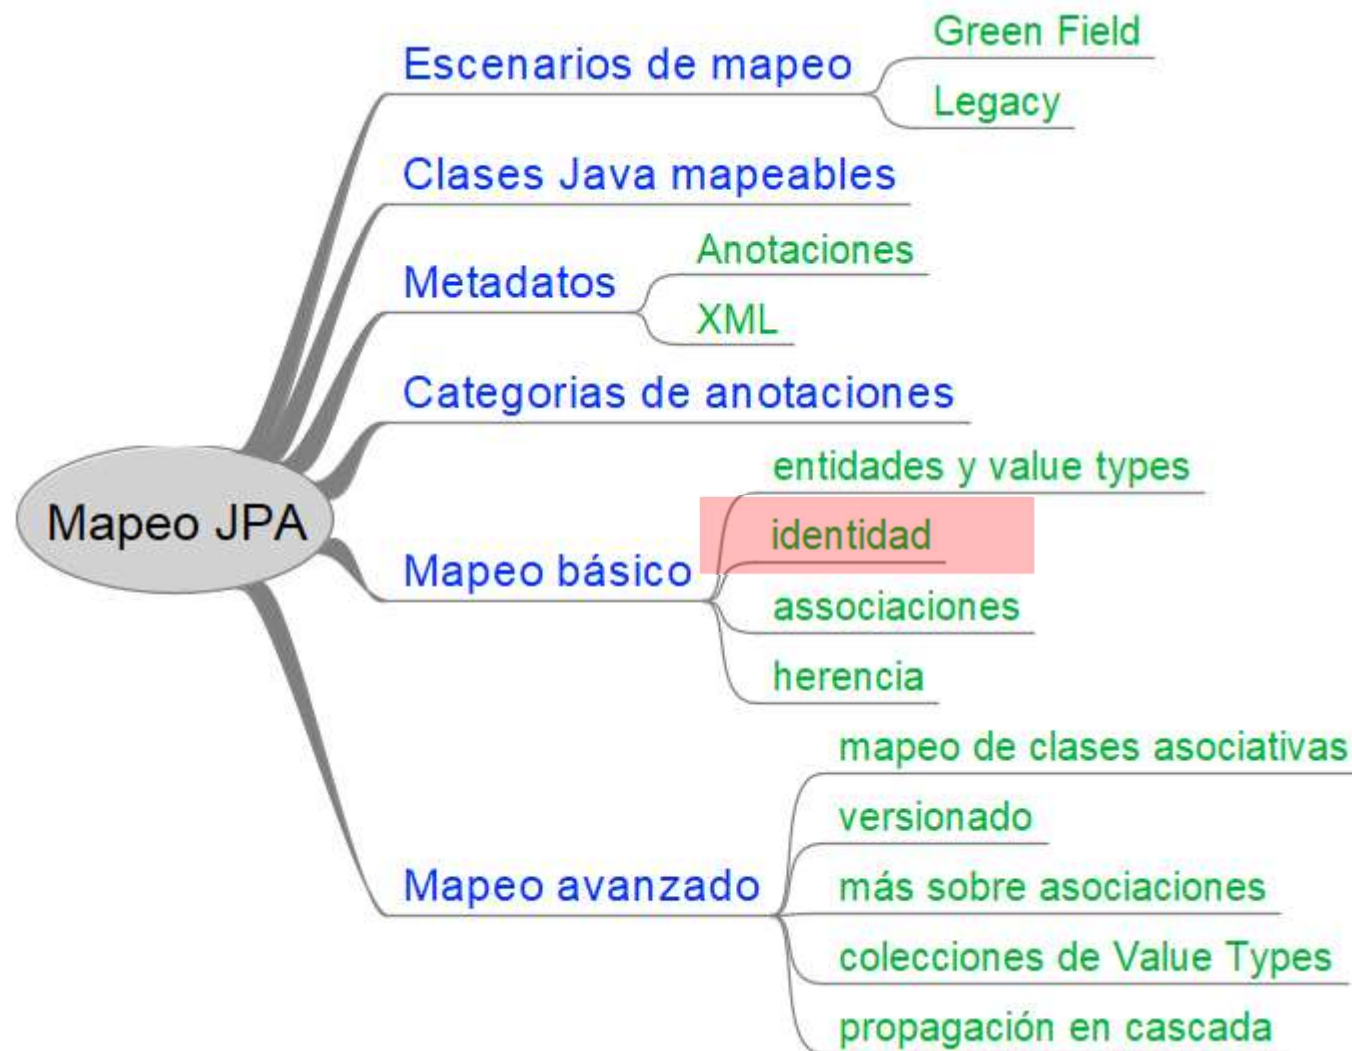 Mapeo JPA
Escenarios de mapeo
Green Field
Legacy
Clases Java mapeables
Metadatos
Anotaciones
XML
Categorias de anotaciones
Mapeo básico
entidades y value types
identidad
associaciones
herencia
Mapeo avanzado
mapeo de clases asociativas
versionado
más sobre asociaciones
colecciones de Value Types
propagación en cascada